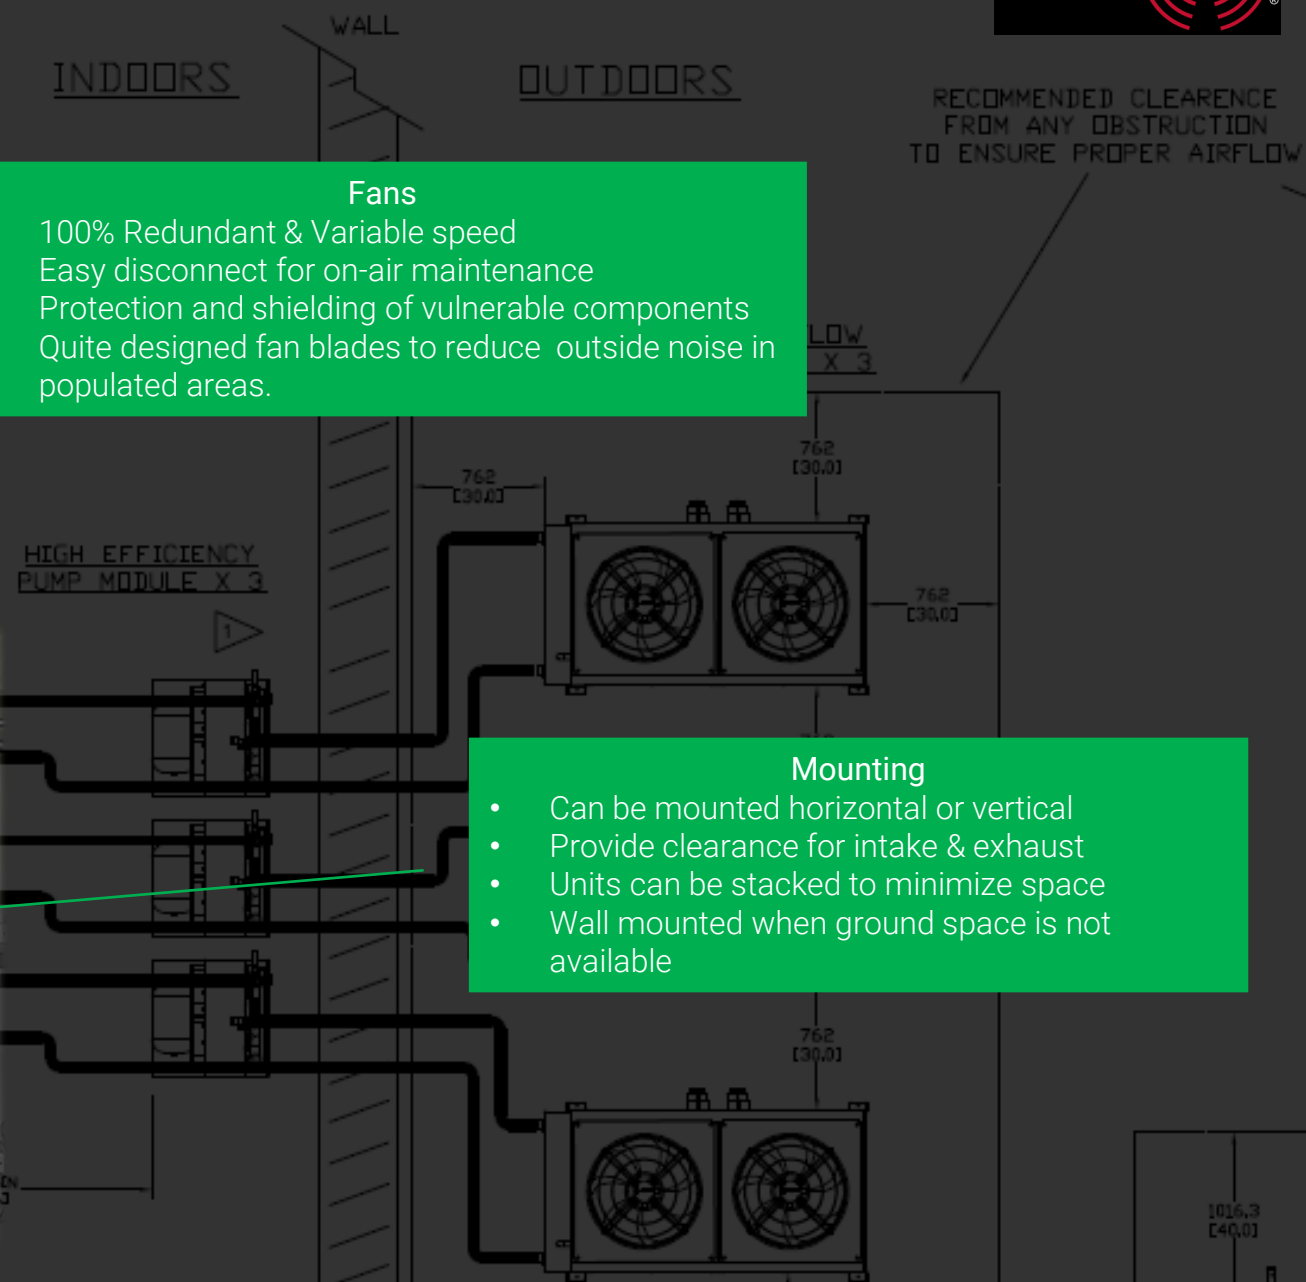 WALL
INDOORS
OUTDOORS
RECOMMENDED CLEARENCE
FROM ANY OBSTRUCTION
TO ENSURE PROPER AIRFLOW
®
Fans
100% Redundant & Variable speed
Easy disconnect for on-air maintenance
Protection and shielding of vulnerable components
Quite designed fan blades to reduce outside noise in
populated areas.
LOW
X 3
762
[30.0]
762
[30.0]
HIGH EFFICIENCY
PUMP MODULE X 3
1
762
[30.0]
Mounting
• Can be mounted horizontal or vertical
• Provide clearance for intake & exhaust
• Units can be stacked to minimize space
• Wall mounted when ground space is not
available
762
[30.0]
1016.3
[40.0]